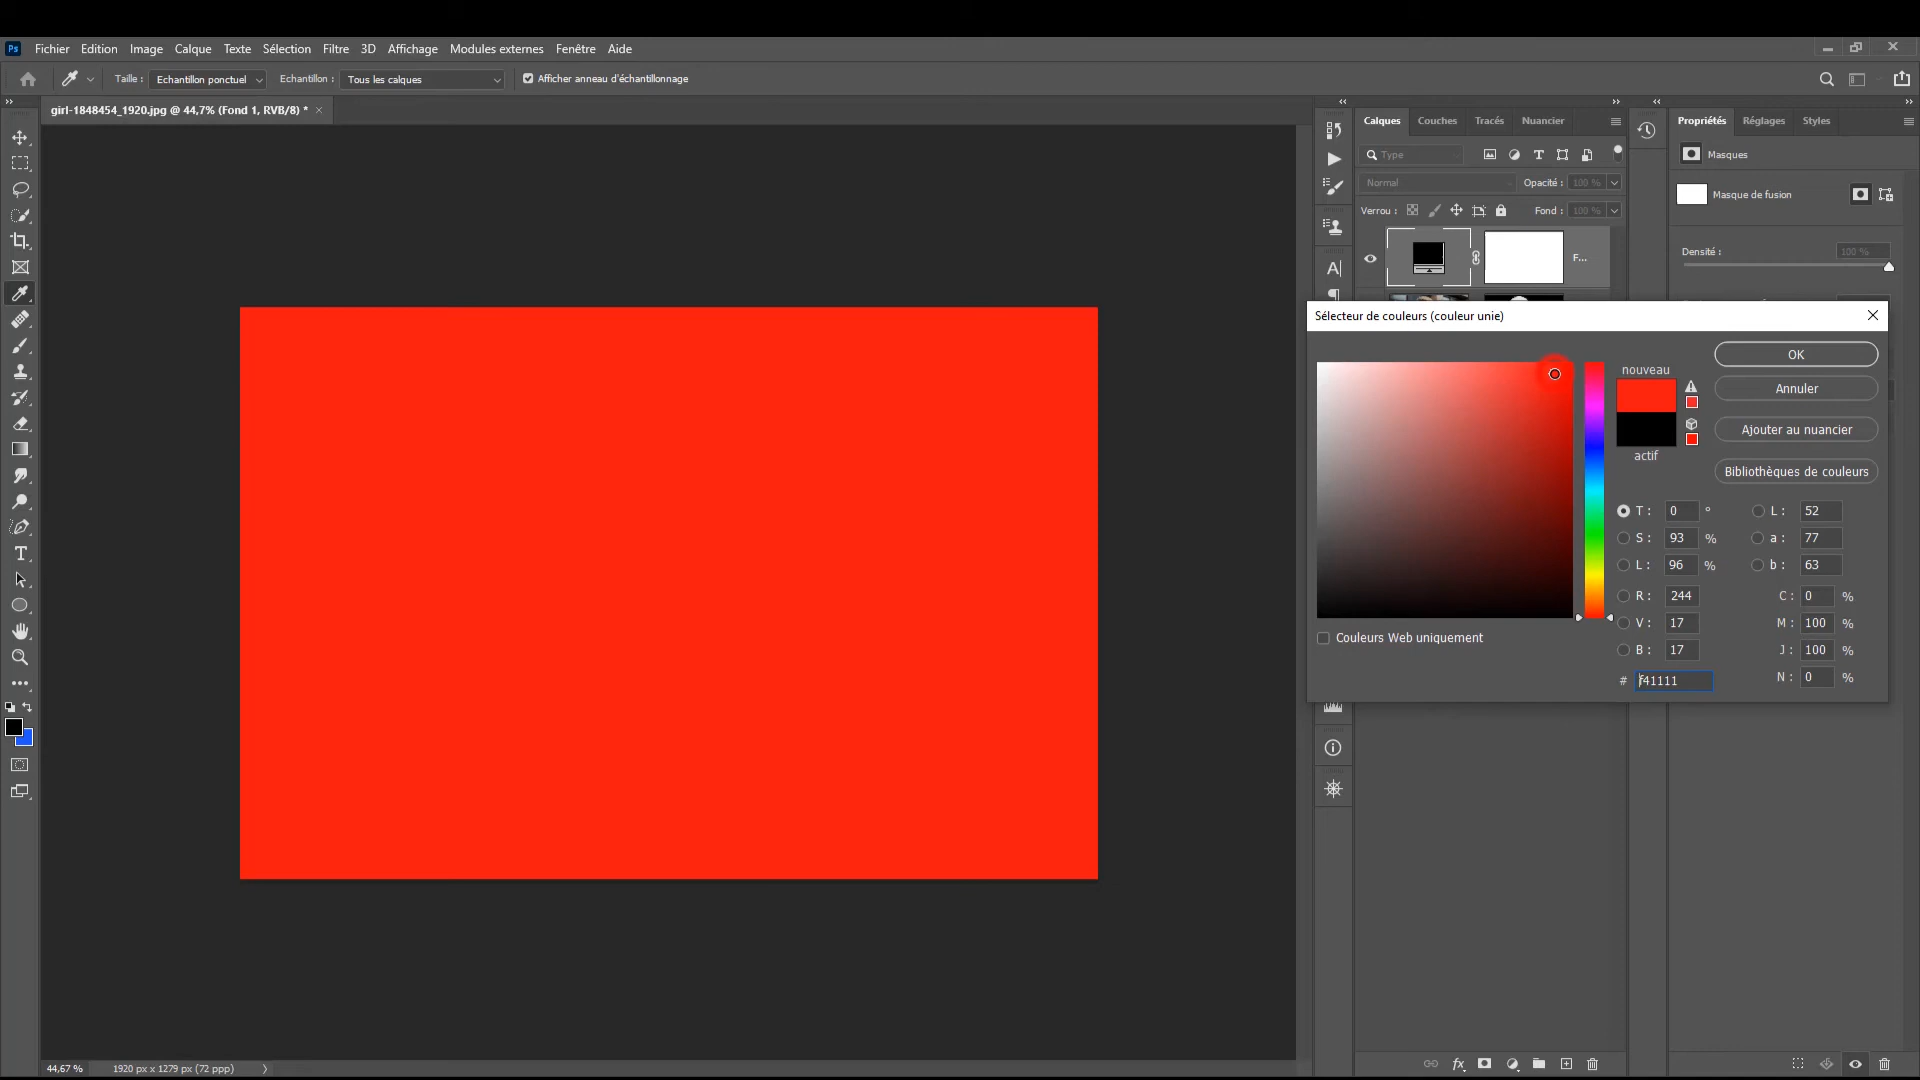 Ps Fichier Edition Image Calque Texte Sélection Filtre 3D Affichage Modules externes Fenêtre Aide
Taille : Echantillon ponctuel Echantillon : Tous les calques Afficher anneau d'échantillonnage
girl-1848454_1920.jpg @ 44,7% (Fond 1, RVB/8) *
Calques Couches Tracés Nuancier
Propriétés Réglages Styles
Type
Masques
Normal Opacité : 100 %
Masque de fusion
Verrou : Fond : 100 %
F...
Densité : 100 %
Sélecteur de couleurs (couleur unie)
nouveau
actif
OK
Annuler
Ajouter au nuancier
Bibliothèques de couleurs
T : 0 ° L : 52
S : 93 % a : 77
L : 96 % b : 63
R : 244 C : 0 %
V : 17 M : 100 %
B : 17 J : 100 %
# f41111 N : 0 %
Couleurs Web uniquement
44,67 % 1920 px x 1279 px (72 ppp)